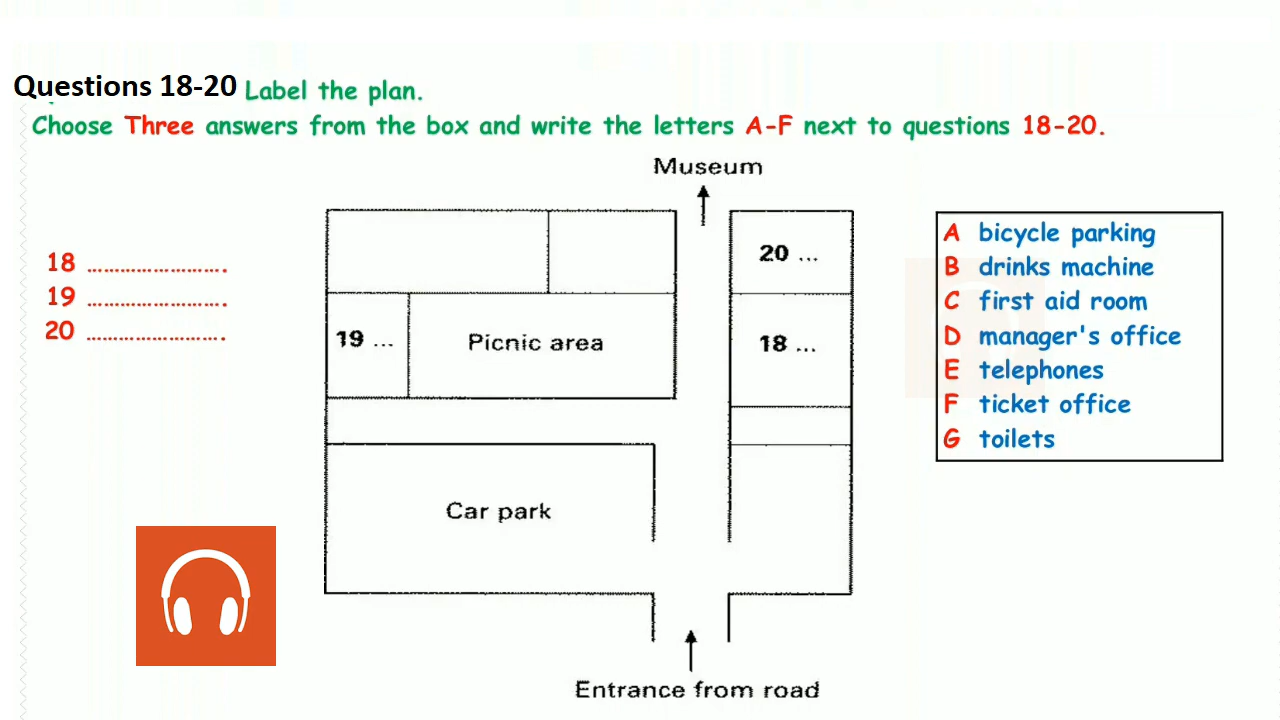 Questions 18-20 Label the plan.
Choose Three answers from the box and write the letters A-F next to questions 18-20.
18 ........................
19 ........................
20 ........................
Museum
20 ...
19 ...
Picnic area
18 ...
Car park
Entrance from road
A bicycle parking
B drinks machine
C first aid room
D manager's office
E telephones
F ticket office
G toilets